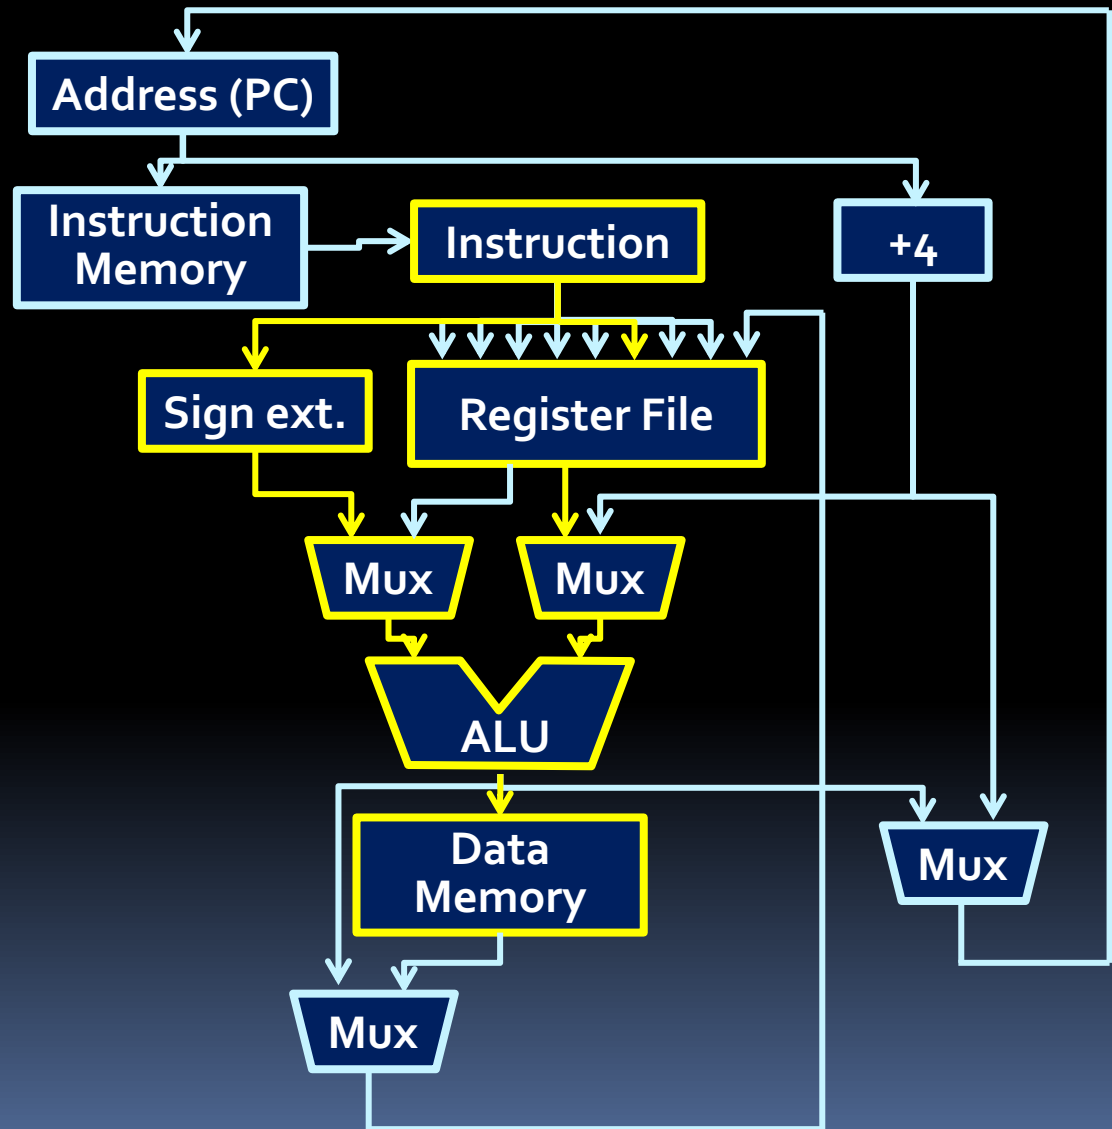 Address (PC)
Instruction
Memory
Instruction
+4
Sign ext.
Register File
Mux
Mux
ALU
Data
Memory
Mux
Mux